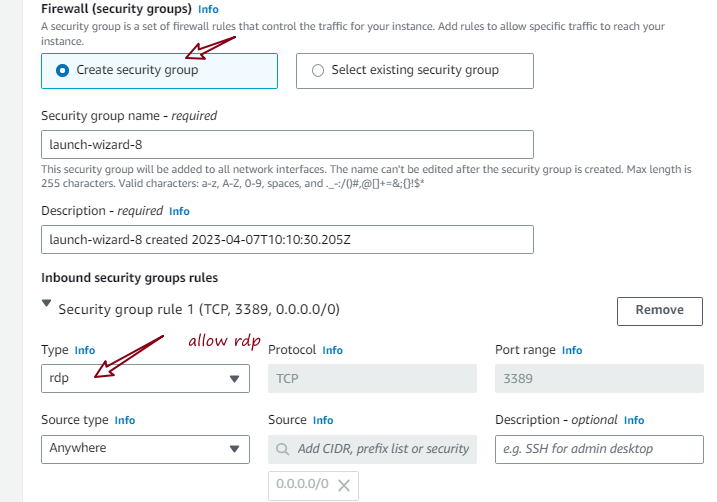 Firewall (security groups) Info
A security group is a set of firewall rules that control the traffic for your instance. Add rules to allow specific traffic to reach your
instance.
Create security group
Select existing security group
Security group name - required
launch-wizard-8
This security group will be added to all network interfaces. The name can't be edited after the security group is created. Max length is
255 characters. Valid characters: a-z, A-Z, 0-9, spaces, and ._-:/()#,@[]+=&;{}!$*
Description - required Info
launch-wizard-8 created 2023-04-07T10:10:30.205Z
Inbound security groups rules
Security group rule 1 (TCP, 3389, 0.0.0.0/0)
Remove
allow rdp
Type Info
Protocol Info
Port range Info
rdp
TCP
3389
Source type Info
Source Info
Description - optional Info
Anywhere
Add CIDR, prefix list or security
e.g. SSH for admin desktop
0.0.0.0/0